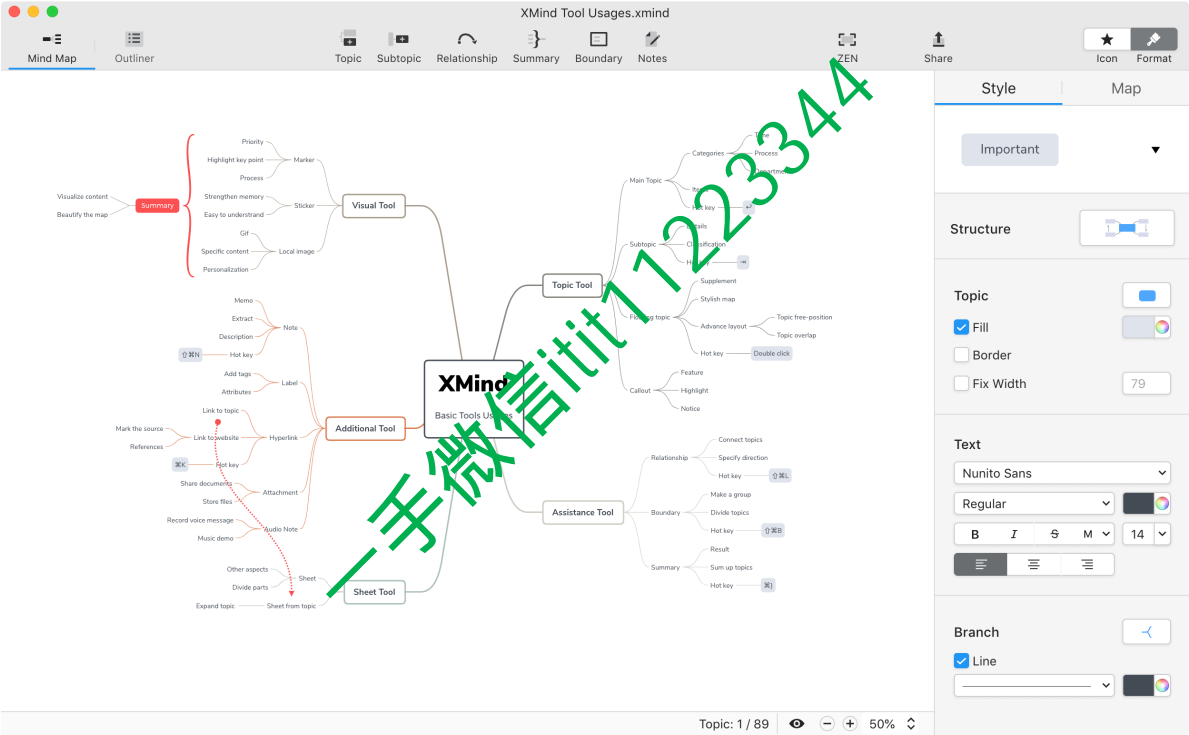 XMind Tool Usages.xmind
Mind Map
Outliner
Topic
Subtopic
Relationship
Summary
Boundary
Notes
ZEN
Share
Icon
Format
Priority
Highlight key point
Process
Marker
Strengthen memory
Easy to understrand
Sticker
Gif
Specific content
Personalization
Local image
Visualize content
Beautify the map
Summary
Visual Tool
Memo
Extract
Description
⇧⌘N
Hot key
Note
Add tags
Attributes
Label
Link to topic
Mark the source
References
Link to website
⌘K
Hot key
Hyperlink
Share documents
Store files
Attachment
Record voice message
Music demo
Audio Note
Additional Tool
Other aspects
Divide parts
Sheet
Expand topic
Sheet from topic
Sheet Tool
XMind
Basic Tools Usages
Topic Tool
Main Topic
Categories
Time
Process
Department
Hot key
Subtopic
Details
Classification
Hot key
Floating topic
Supplement
Stylish map
Advance layout
Topic free-position
Topic overlap
Hot key
Double click
Callout
Feature
Highlight
Notice
Assistance Tool
Relationship
Connect topics
Specify direction
Hot key
⇧⌘L
Boundary
Make a group
Divide topics
Hot key
⇧⌘B
Summary
Result
Sum up topics
Hot key
⌘]
一手微信itit11223344
Style
Map
Important
Structure
Topic
Fill
Border
Fix Width
79
Text
Nunito Sans
Regular
B I S M
14
Branch
Line
Topic: 1 / 89
50%